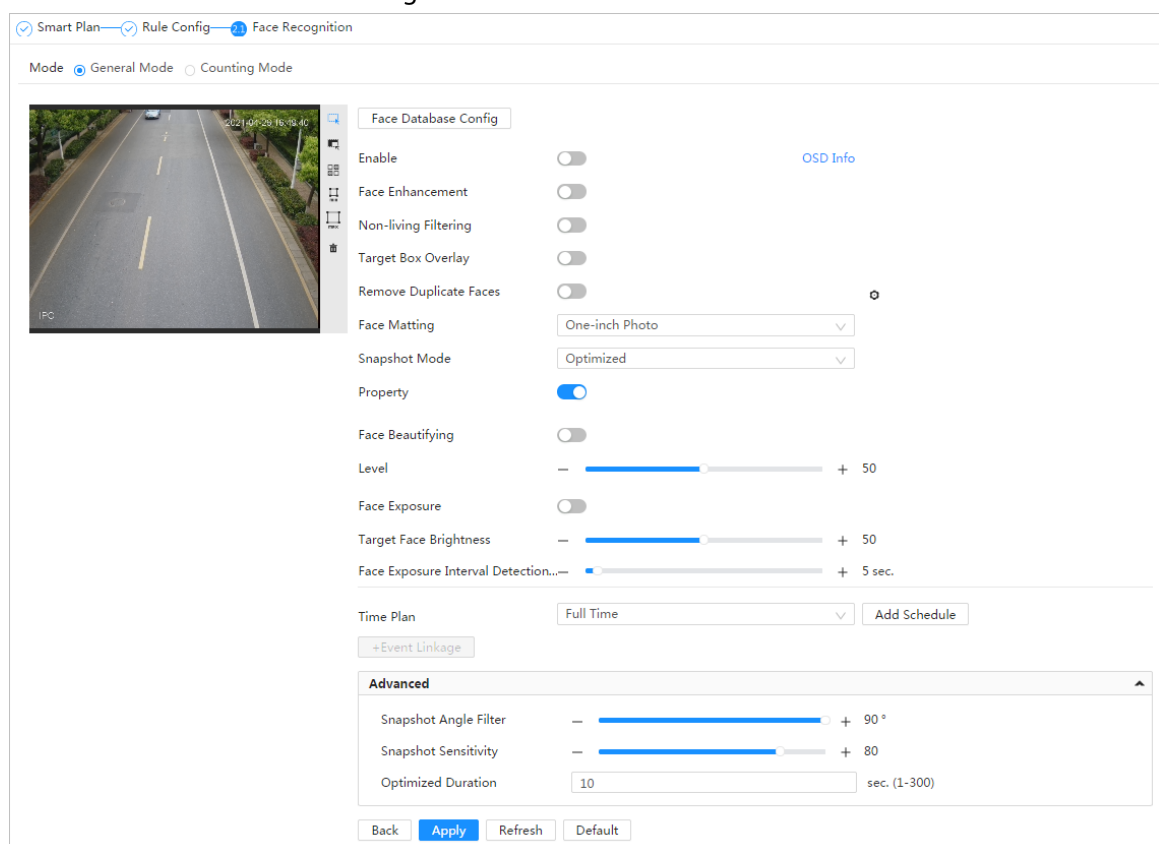 Smart Plan Rule Config 2.1 Face Recognition
Mode General Mode Counting Mode
2021-04-29 16:49:40
IPC
Face Database Config
Enable OSD Info
Face Enhancement
Non-living Filtering
Target Box Overlay
Remove Duplicate Faces
Face Matting One-inch Photo
Snapshot Mode Optimized
Property
Face Beautifying
Level 50
Face Exposure
Target Face Brightness 50
Face Exposure Interval Detection... 5 sec.
Time Plan Full Time Add Schedule
+Event Linkage
Advanced
Snapshot Angle Filter 90 °
Snapshot Sensitivity 80
Optimized Duration 10 sec. (1-300)
Back Apply Refresh Default